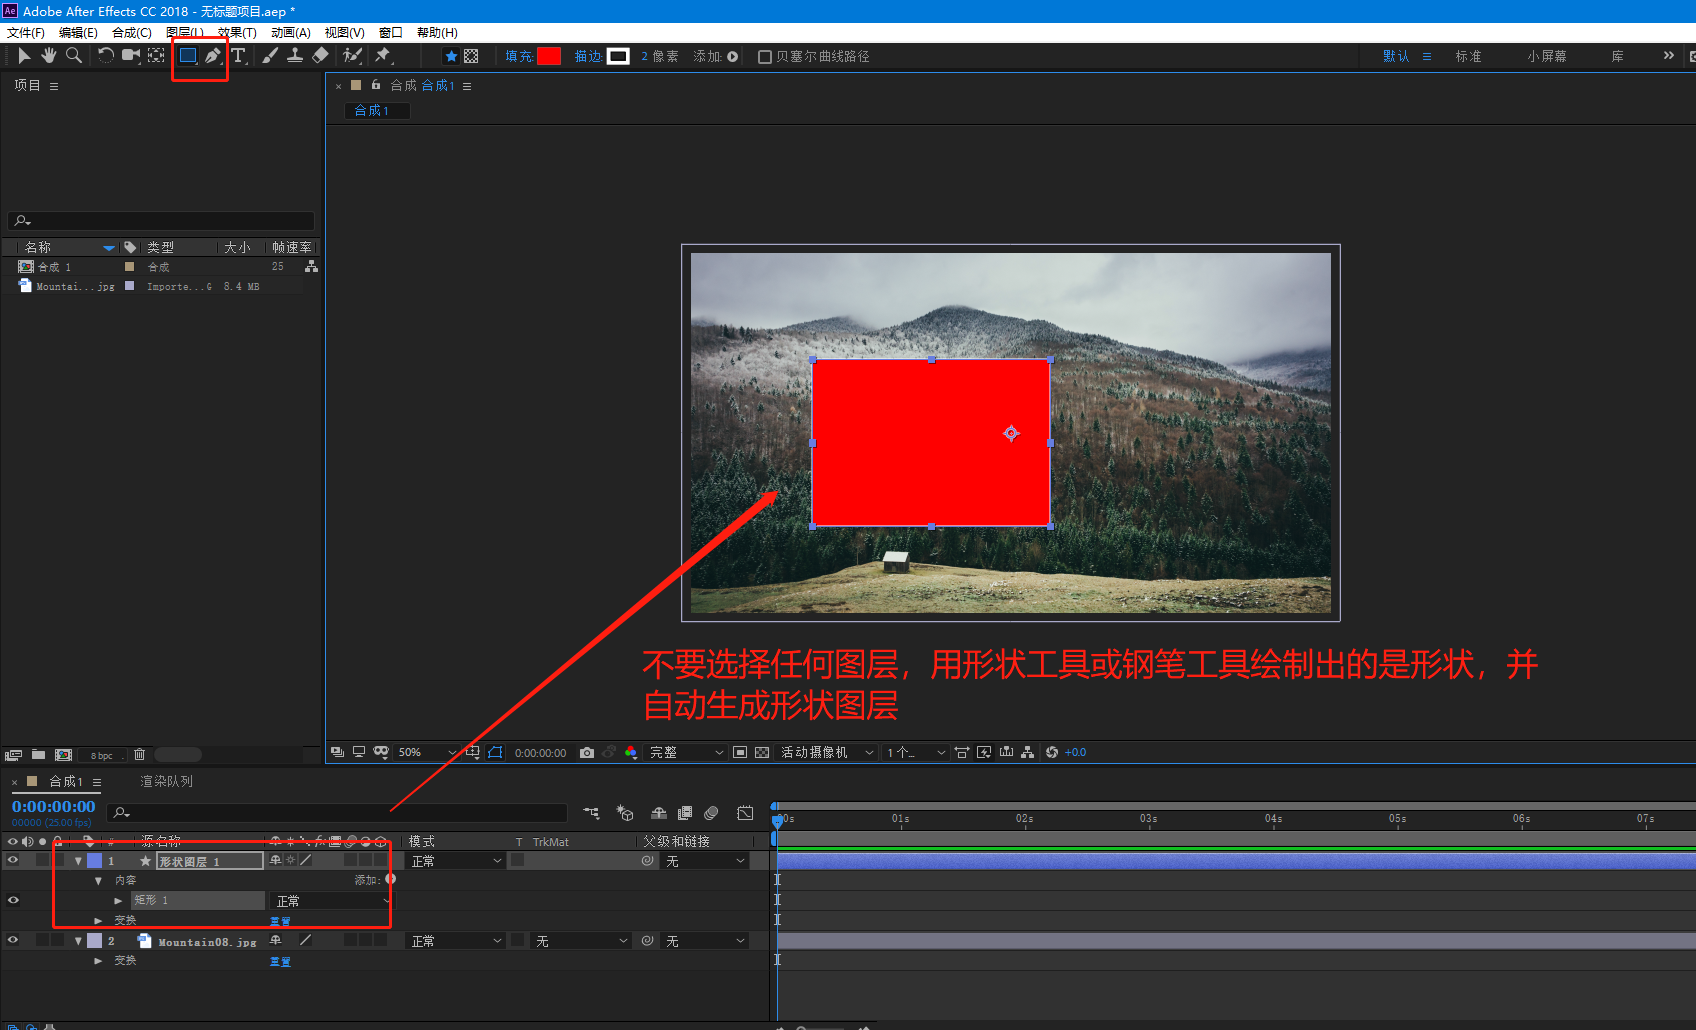 Ae Adobe After Effects CC 2018 - 无标题项目.aep *
文件(F) 编辑(E) 合成(C) 图层(L) 效果(T) 动画(A) 视图(V) 窗口 帮助(H)
填充: 描边: 2 像素 添加: 贝塞尔曲线路径 默认 标准 小屏幕 库
项目
合成 合成1
合成1
名称 类型 大小 帧速率
合成 1 合成 25
Mountai...jpg Importe...G 8.4 MB
不要选择任何图层，用形状工具或钢笔工具绘制出的是形状，并
自动生成形状图层
8 bpc
50% 0:00:00:00 完整 活动摄像机 1个... +0.0
合成1 渲染队列
0:00:00:00
00000 (25.00 fps)
00s 01s 02s 03s 04s 05s 06s 07s
# 源名称 模式 T TrkMat 父级和链接
1 形状图层 1 正常 无
内容 添加:
矩形 1 正常
变换 重置
2 Mountain08.jpg 正常 无 无
变换 重置